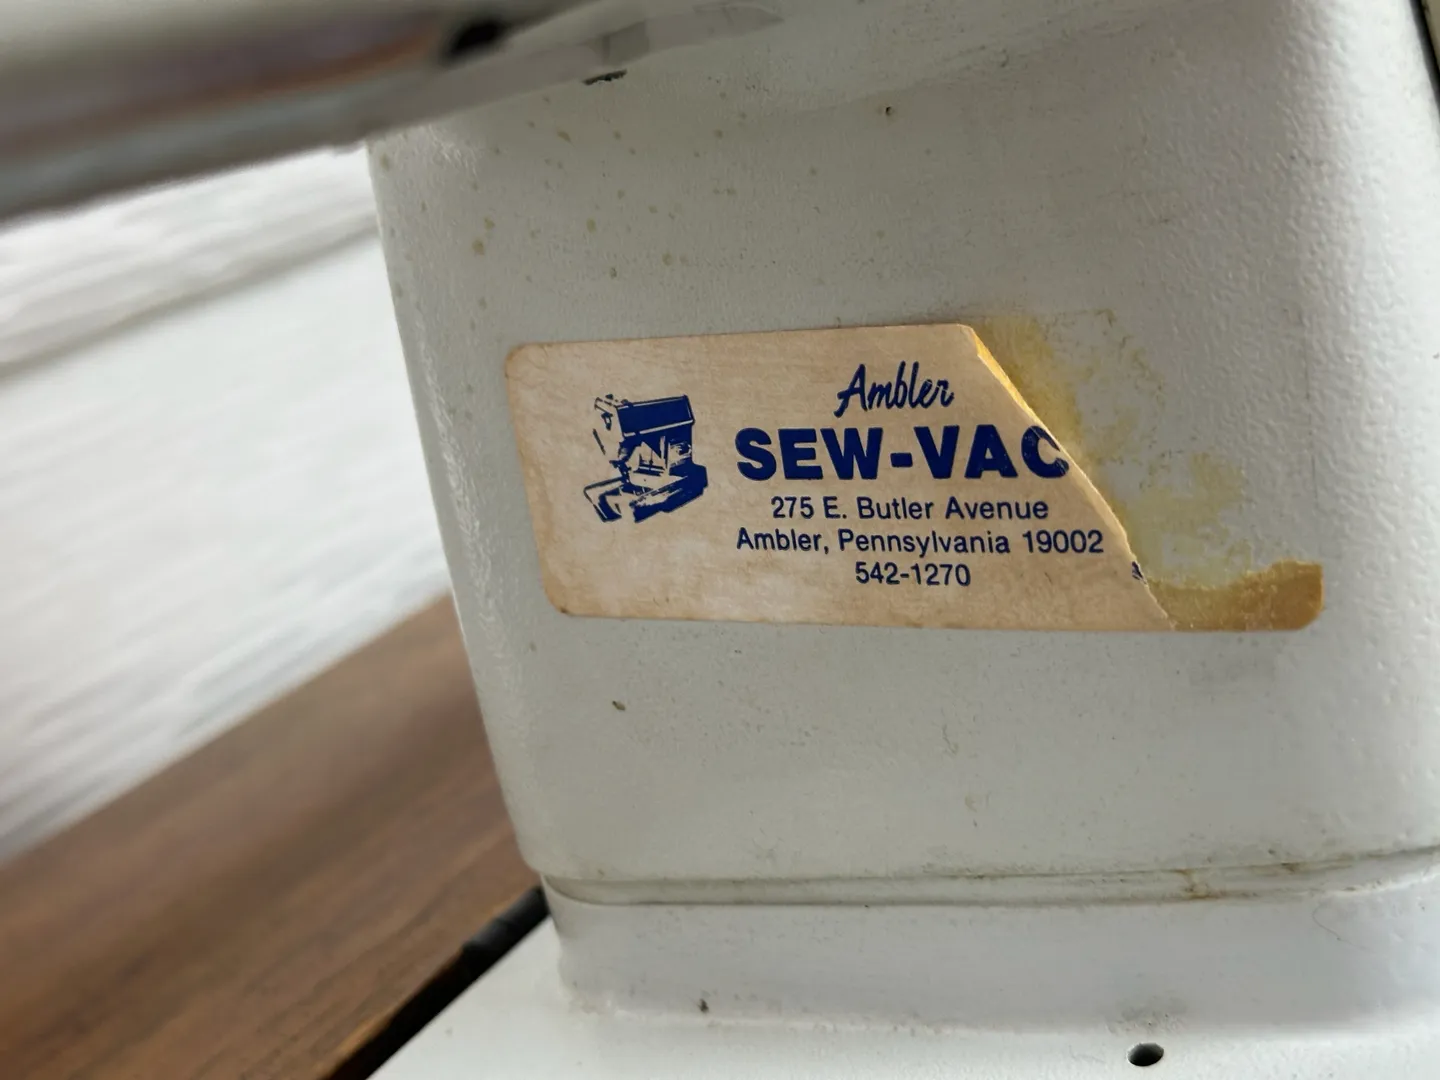 Ambler
SEW-VAC
275 E. Butler Avenue
Ambler, Pennsylvania 19002
542-1270